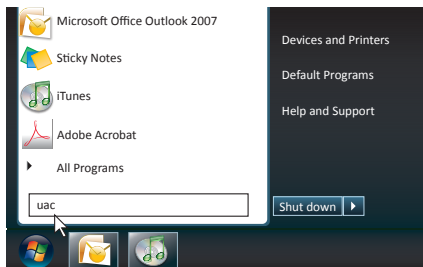 Microsoft Office Outlook 2007
Sticky Notes
iTunes
Adobe Acrobat
All Programs
uac
Devices and Printers
Default Programs
Help and Support
Shut down